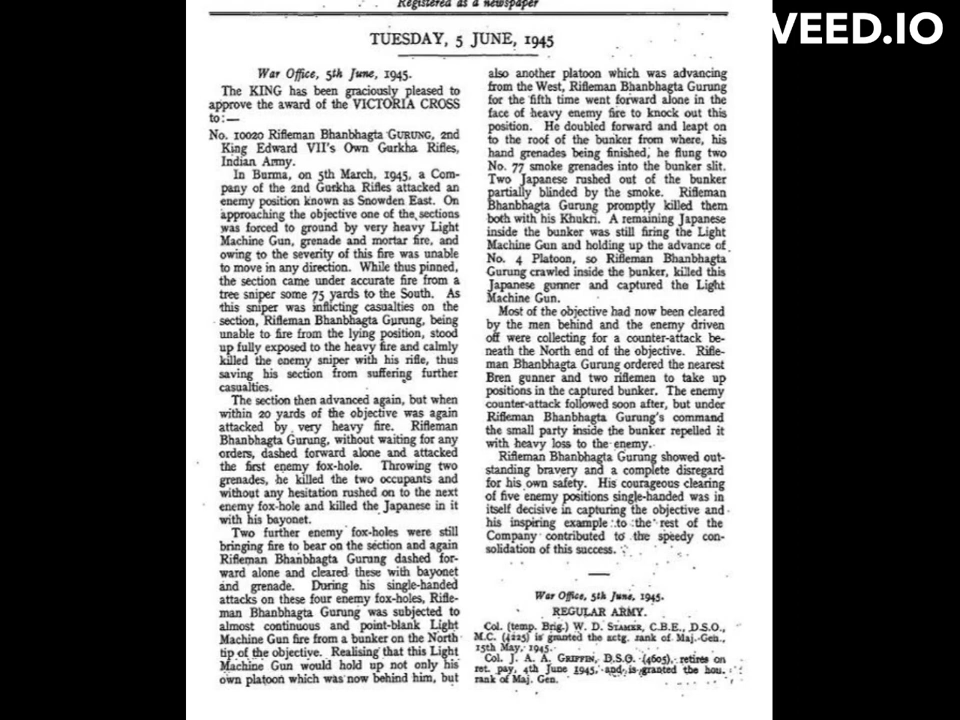 Registered as a newspaper
VEED.IO
TUESDAY, 5 JUNE, 1945
War Office, 5th June, 1945.
The KING has been graciously pleased to
approve the award of the VICTORIA CROSS
to:—
No. 10020 Rifleman Bhanbhagta GURUNG, 2nd
King Edward VII's Own Gurkha Rifles,
Indian Army.
In Burma, on 5th March, 1945, a Com-
pany of the 2nd Gurkha Rifles attacked an
enemy position known as Snowden East. On
approaching the objective one of the sections
was forced to ground by very heavy Light
Machine Gun, grenade and mortar fire, and
owing to the severity of this fire was unable
to move in any direction. While thus pinned,
the section came under accurate fire from a
tree sniper some 75 yards to the South. As
this sniper was inflicting casualties on the
section, Rifleman Bhanbhagta Gurung, being
unable to fire from the lying position, stood
up fully exposed to the heavy fire and calmly
killed the enemy sniper with his rifle, thus
saving his section from suffering further
casualties.
The section then advanced again, but when
within 20 yards of the objective was again
attacked by very heavy fire. Rifleman
Bhanbhagta Gurung, without waiting for any
orders, dashed forward alone and attacked
the first enemy fox-hole. Throwing two
grenades, he killed the two occupants and
without any hesitation rushed on to the next
enemy fox-hole and killed the Japanese in it
with his bayonet.
Two further enemy fox-holes were still
bringing fire to bear on the section and again
Rifleman Bhanbhagta Gurung dashed for-
ward alone and cleared these with bayonet
and grenade. During his single-handed
attacks on these four enemy fox-holes, Rifle-
man Bhanbhagta Gurung was subjected to
almost continuous and point-blank Light
Machine Gun fire from a bunker on the North
tip of the objective. Realising that this Light
Machine Gun would hold up not only his
own platoon which was now behind him, but
also another platoon which was advancing
from the West, Rifleman Bhanbhagta Gurung
for the fifth time went forward alone in the
face of heavy enemy fire to knock out this
position. He doubled forward and leapt on
to the roof of the bunker from where, his
hand grenades being finished, he flung two
No. 77 smoke grenades into the bunker slit.
Two Japanese rushed out of the bunker
partially blinded by the smoke. Rifleman
Bhanbhagta Gurung promptly killed them
both with his Khukri. A remaining Japanese
inside the bunker was still firing the Light
Machine Gun and holding up the advance of
No. 4 Platoon, so Rifleman Bhanbhagta
Gurung crawled inside the bunker, killed this
Japanese gunner and captured the Light
Machine Gun.
Most of the objective had now been cleared
by the men behind and the enemy driven
off were collecting for a counter-attack be-
neath the North end of the objective. Rifle-
man Bhanbhagta Gurung ordered the nearest
Bren gunner and two riflemen to take up
positions in the captured bunker. The enemy
counter-attack followed soon after, but under
Rifleman Bhanbhagta Gurung's command
the small party inside the bunker repelled it
with heavy loss to the enemy.
Rifleman Bhanbhagta Gurung showed out-
standing bravery and a complete disregard
for his own safety. His courageous clearing
of five enemy positions single-handed was in
itself decisive in capturing the objective and
his inspiring example to the rest of the
Company contributed to the speedy con-
solidation of this success.
War Office, 5th June, 1945.
REGULAR ARMY.
Col. (temp. Brig.) W. D. STAMER, C.B.E., D.S.O.,
M.C. (4225) is granted the actg. rank of Maj.-Gen.,
15th May, 1945.
Col. J. A. A. GRIFFIN, D.S.O. (4605), retires on
ret. pay, 4th June 1945, and is granted the hon.
rank of Maj. Gen.